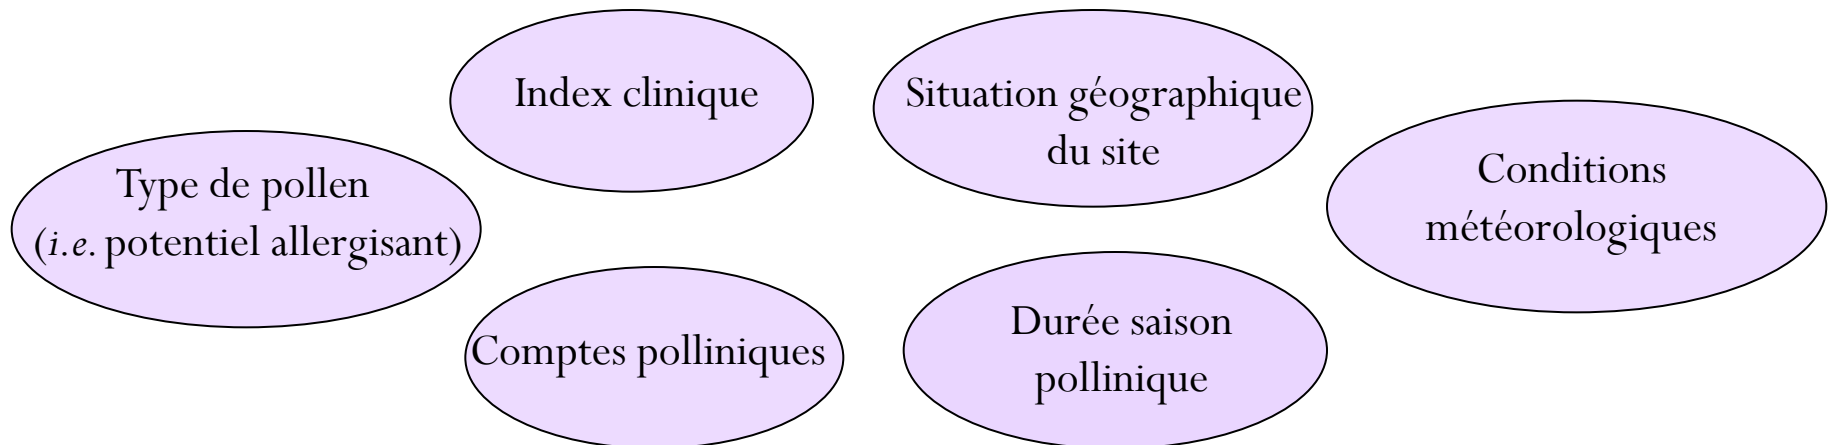 Index clinique
Situation géographique
du site
Type de pollen
(i.e. potentiel allergisant)
Conditions
météorologiques
Comptes polliniques
Durée saison
pollinique